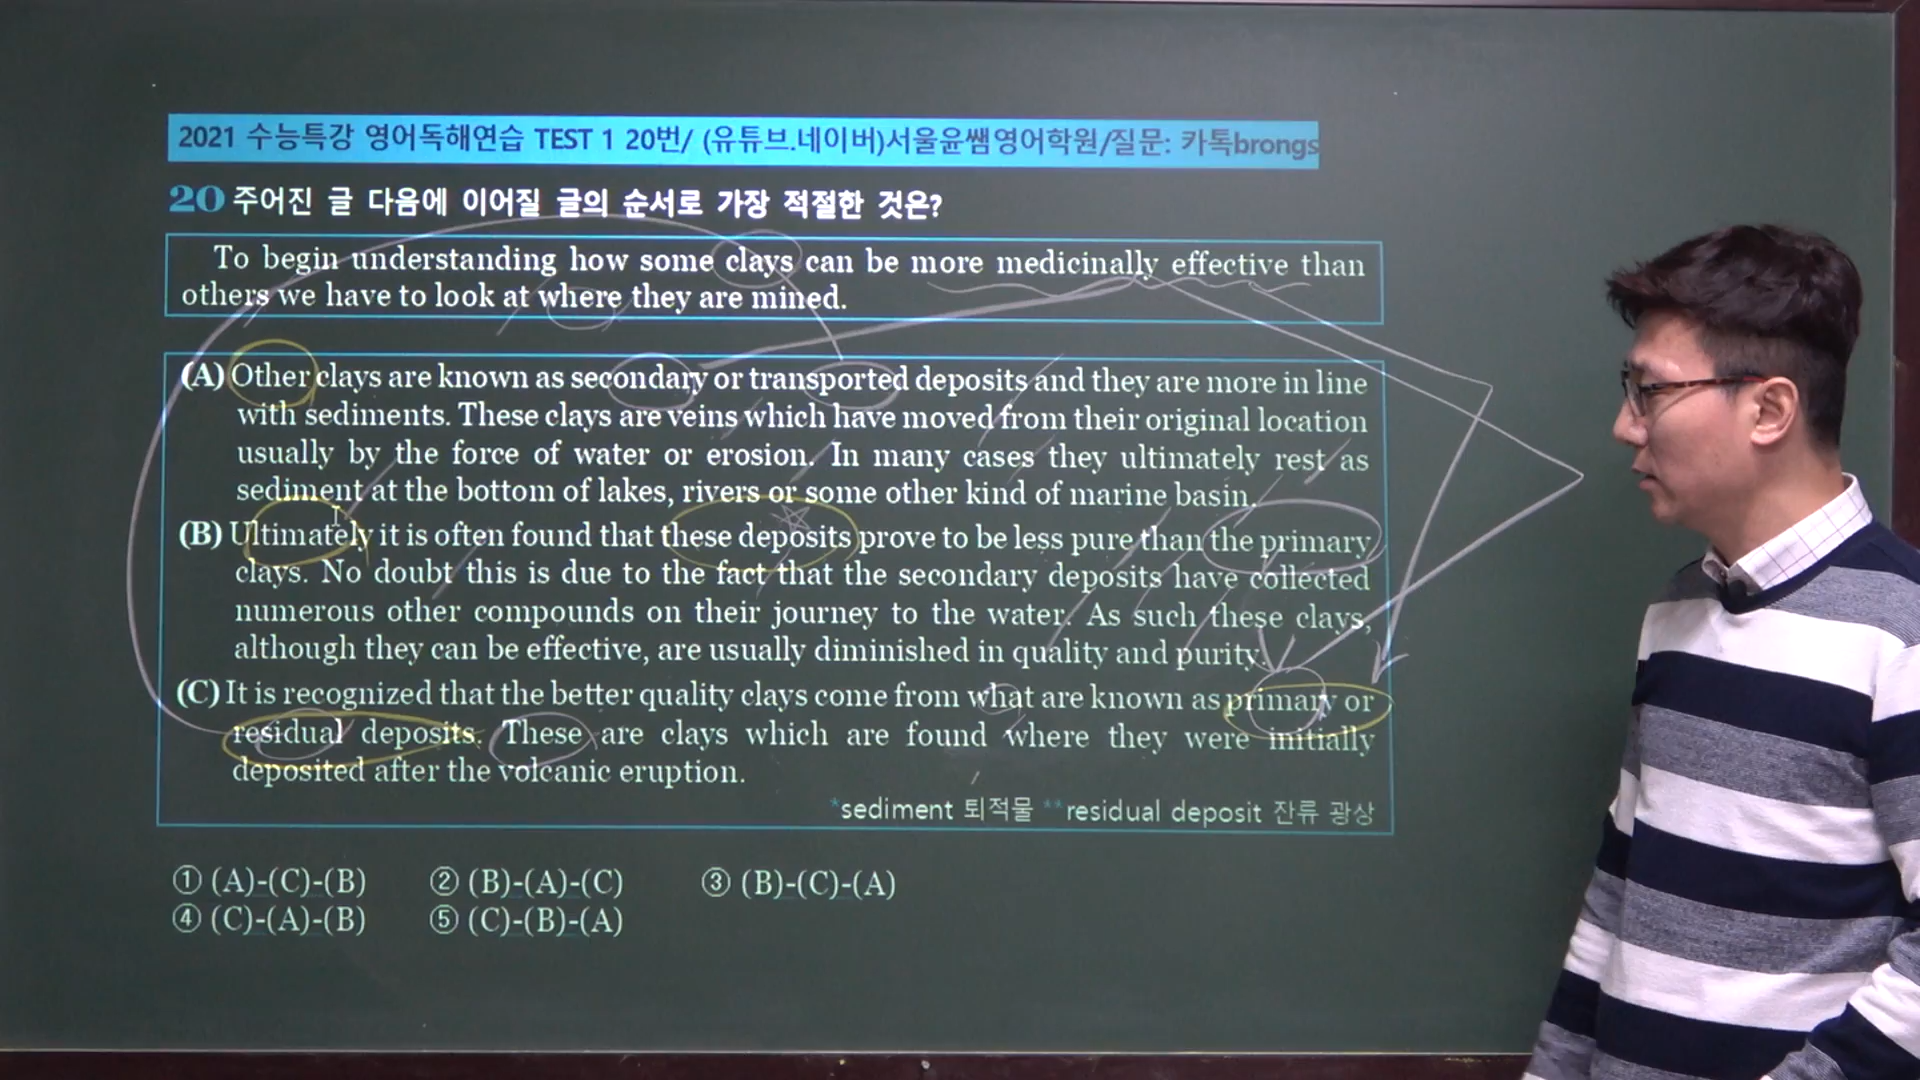 2021 수능특강 영어독해연습 TEST 1 20번/ (유튜브.네이버)서울윤쌤영어학원/질문: 카톡brongs
20 주어진 글 다음에 이어질 글의 순서로 가장 적절한 것은?
To begin understanding how some clays can be more medicinally effective than
others we have to look at where they are mined.
(A) Other clays are known as secondary or transported deposits and they are more in line
with sediments. These clays are veins which have moved from their original location
usually by the force of water or erosion. In many cases they ultimately rest as
sediment at the bottom of lakes, rivers or some other kind of marine basin.
(B) Ultimately it is often found that these deposits prove to be less pure than the primary
clays. No doubt this is due to the fact that the secondary deposits have collected
numerous other compounds on their journey to the water. As such these clays,
although they can be effective, are usually diminished in quality and purity.
(C) It is recognized that the better quality clays come from what are known as primary or
residual deposits. These are clays which are found where they were initially
deposited after the volcanic eruption.
*sediment 퇴적물 **residual deposit 잔류 광상
① (A)-(C)-(B) ② (B)-(A)-(C) ③ (B)-(C)-(A)
④ (C)-(A)-(B) ⑤ (C)-(B)-(A)